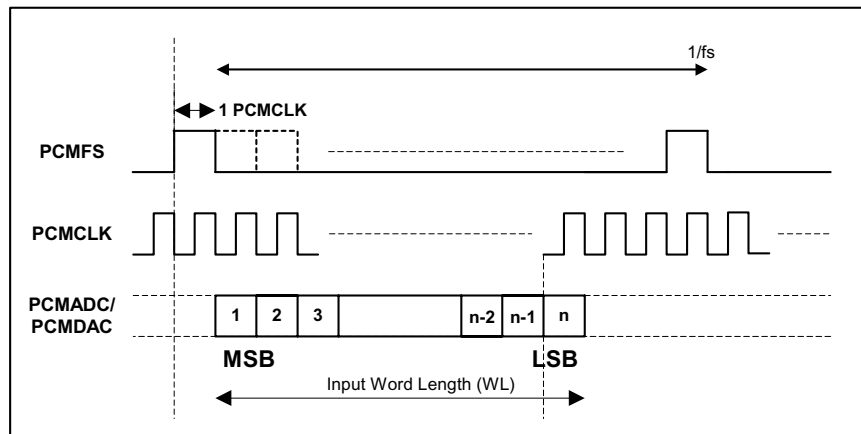 1/fs
1 PCMCLK
PCMFS
PCMCLK
PCMADC/
PCMDAC
1 2 3 n-2 n-1 n
MSB LSB
Input Word Length (WL)